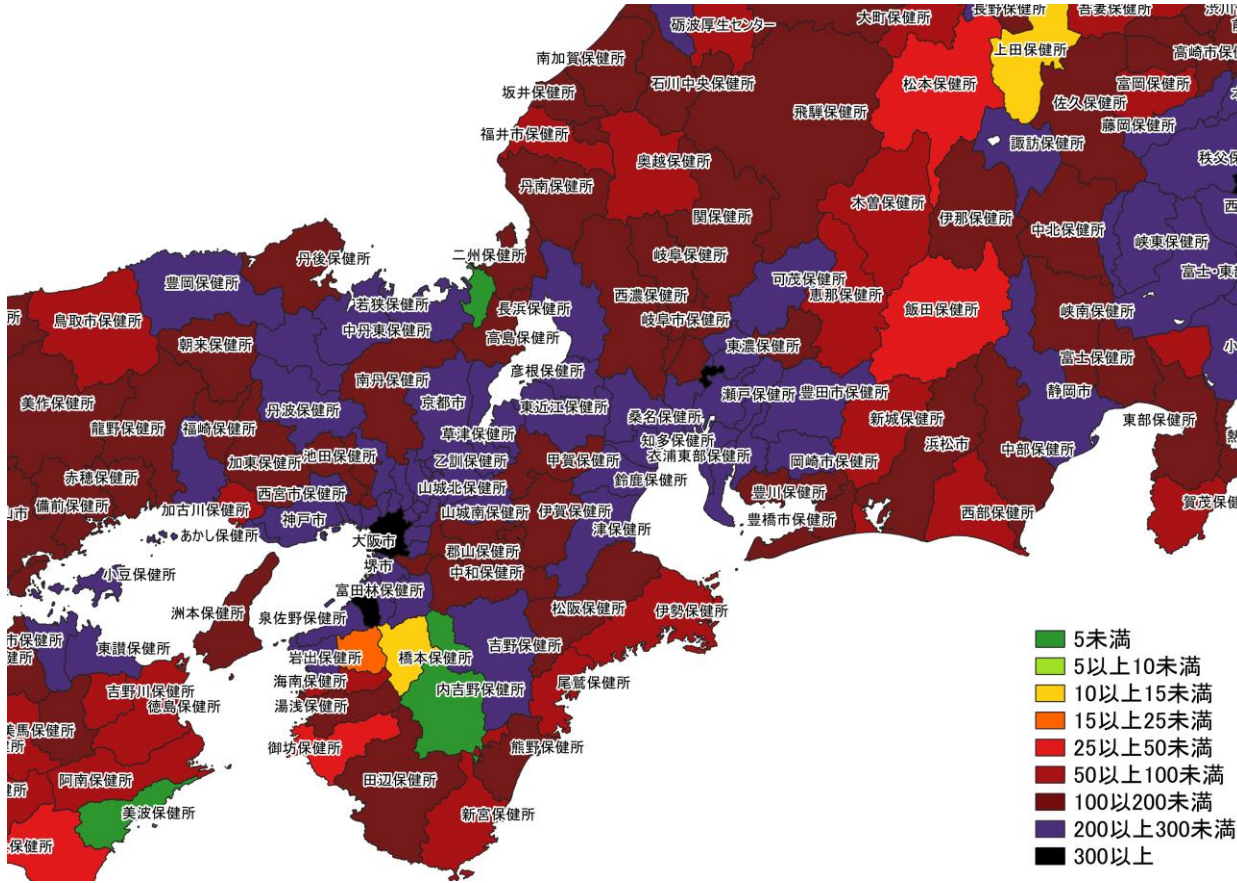 砺波厚生センター
大町保健所
長野保健所
吾妻保健所
上田保健所
高崎市保
南加賀保健所
石川中央保健所
松本保健所
富岡保健所
坂井保健所
飛騨保健所
佐久保健所
藤岡保健所
福井市保健所
諏訪保健所
秩父保
奥越保健所
丹南保健所
木曽保健所
関保健所
伊那保健所
中北保健所
峡東保健所
丹後保健所
二州保健所
岐阜保健所
富士・東部
豊岡保健所
可茂保健所
若狭保健所
長浜保健所
西濃保健所
恵那保健所
飯田保健所
峡南保健所
鳥取市保健所
中丹東保健所
岐阜市保健所
朝来保健所
高島保健所
東濃保健所
富士保健所
彦根保健所
南丹保健所
瀬戸保健所
豊田市保健所
静岡市
美作保健所
丹波保健所
京都市
東近江保健所
桑名保健所
新城保健所
東部保健所
龍野保健所
福崎保健所
草津保健所
知多保健所
浜松市
中部保健所
加東保健所
池田保健所
乙訓保健所
甲賀保健所
衣浦東部保健所
岡崎市保健所
赤穂保健所
西宮市保健所
山城北保健所
鈴鹿保健所
豊川保健所
備前保健所
加古川保健所
神戸市
山城南保健所
伊賀保健所
豊橋市保健所
西部保健所
賀茂保健
あかし保健所
大阪市
津保健所
郡山保健所
堺市
中和保健所
小豆保健所
富田林保健所
洲本保健所
泉佐野保健所
松阪保健所
伊勢保健所
市保健所
東讃保健所
岩出保健所
橋本保健所
吉野保健所
海南保健所
尾鷲保健所
吉野川保健所
内吉野保健所
徳島保健所
湯浅保健所
美馬保健所
御坊保健所
熊野保健所
阿南保健所
田辺保健所
美波保健所
新宮保健所
保健所
5未満
5以上10未満
10以上15未満
15以上25未満
25以上50未満
50以上100未満
100以200未満
200以上300未満
300以上